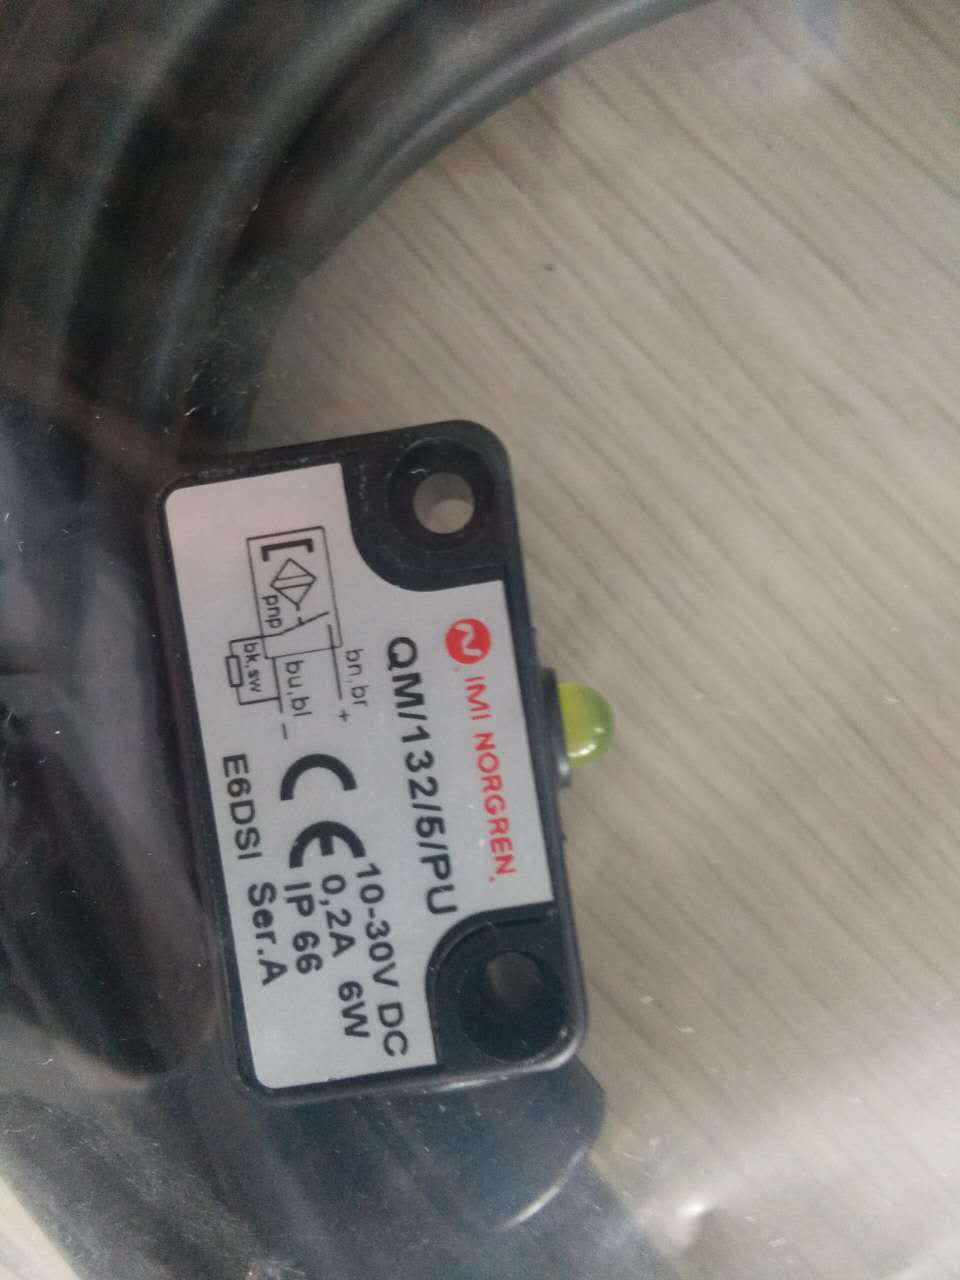 IMI NORGREN.
QM/132/5/PU
bn,br +
pnp
bu,bl −
bk,sw
CE
10-30V DC
0,2A 6W
IP 66
E6DSI Ser.A